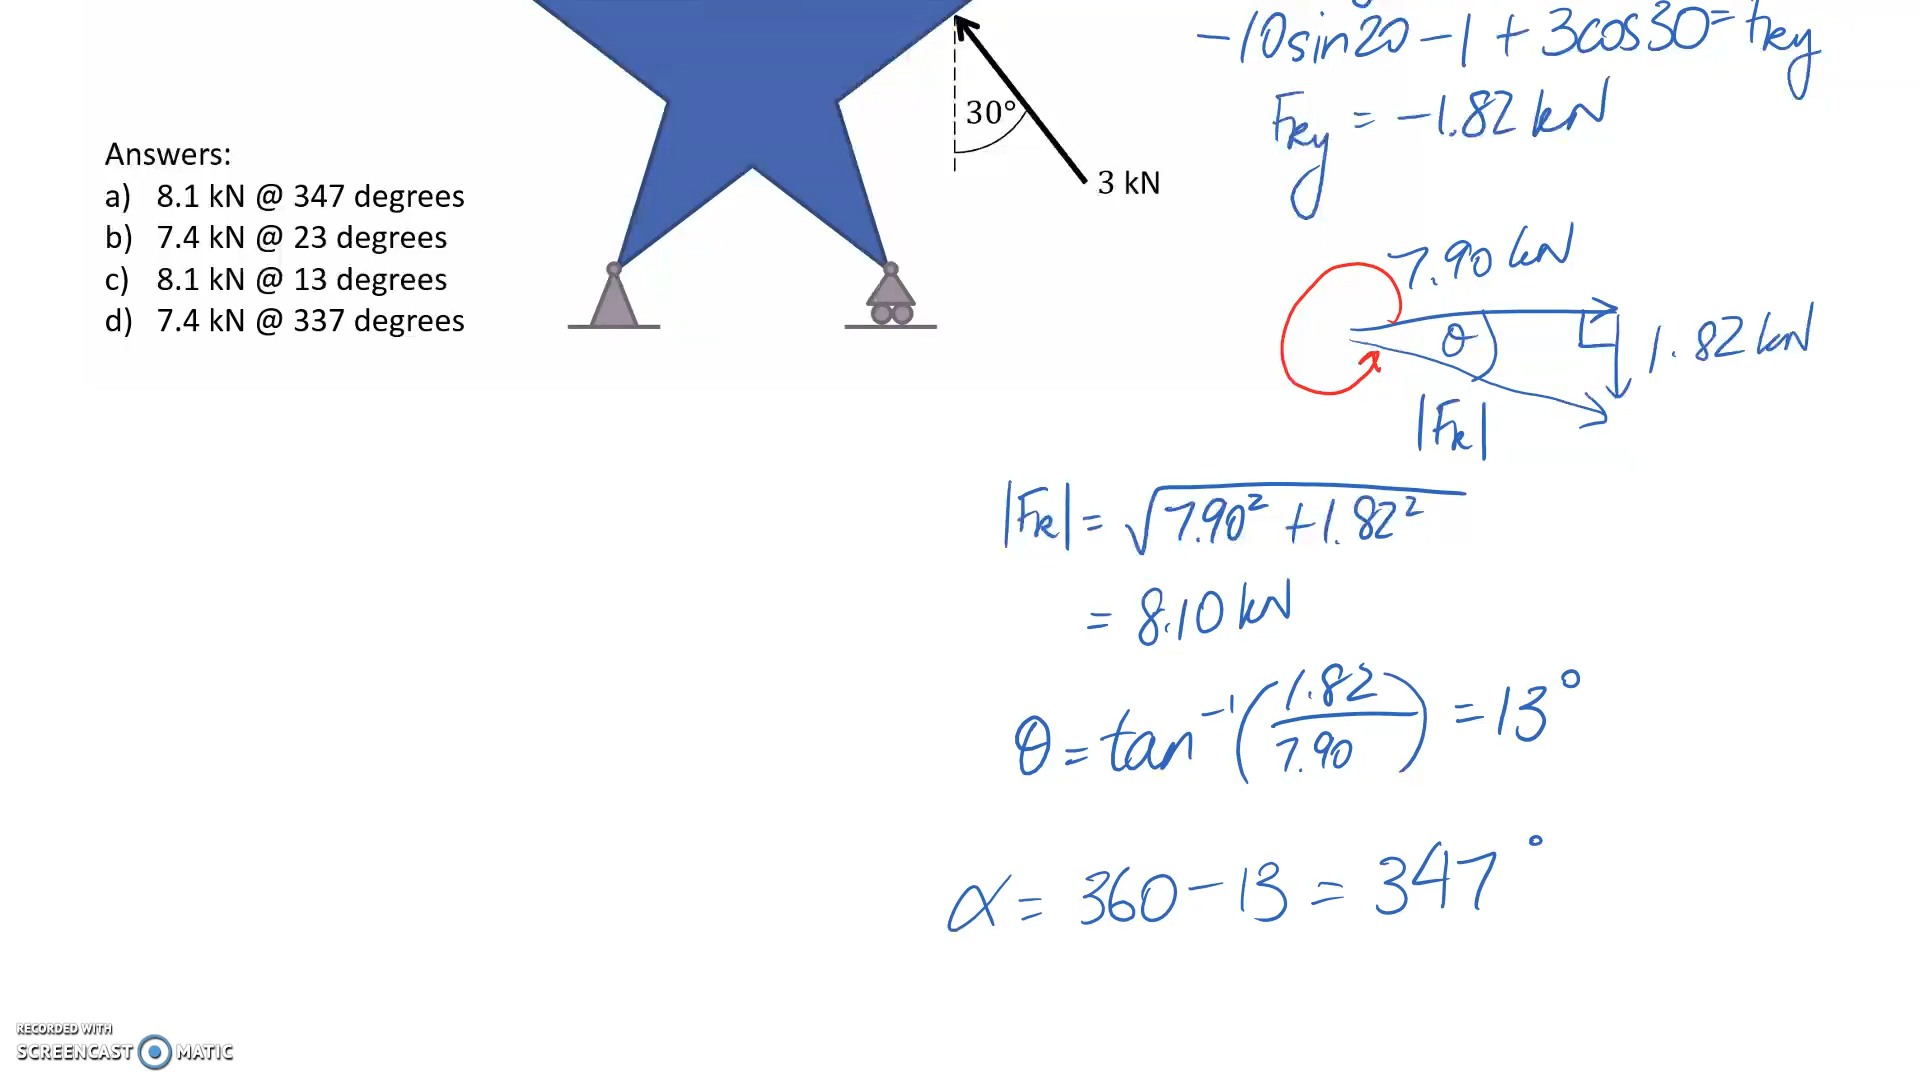 -10sin20-1+3cos30=FRy
FRy = -1.82 kN
30°
3 kN
Answers:
a) 8.1 kN @ 347 degrees
b) 7.4 kN @ 23 degrees
c) 8.1 kN @ 13 degrees
d) 7.4 kN @ 337 degrees
7.90 kN
θ
1.82 kN
|FR|
|FR| = √7.90² + 1.82²
= 8.10 kN
θ = tan⁻¹(1.82/7.90) = 13°
α = 360 - 13 = 347°
RECORDED WITH
SCREENCAST MATIC